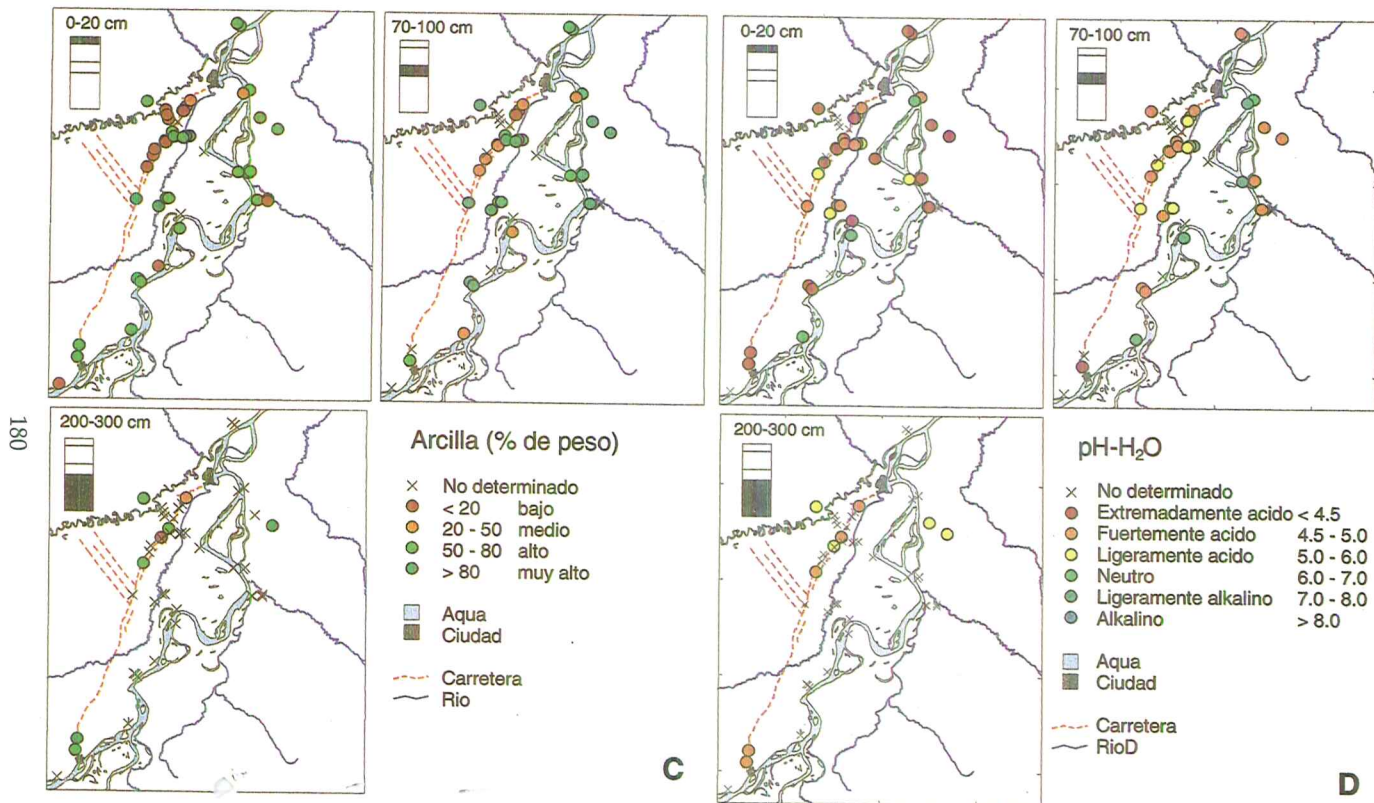 0-20 cm
70-100 cm
200-300 cm
Arcilla (% de peso)
No determinado
< 20 bajo
20 - 50 medio
50 - 80 alto
> 80 muy alto
Aqua
Ciudad
Carretera
Rio
C
0-20 cm
70-100 cm
200-300 cm
pH-H₂O
No determinado
Extremadamente acido < 4.5
Fuertemente acido 4.5 - 5.0
Ligeramente acido 5.0 - 6.0
Neutro 6.0 - 7.0
Ligeramente alkalino 7.0 - 8.0
Alkalino > 8.0
Aqua
Ciudad
Carretera
RioD
D
180